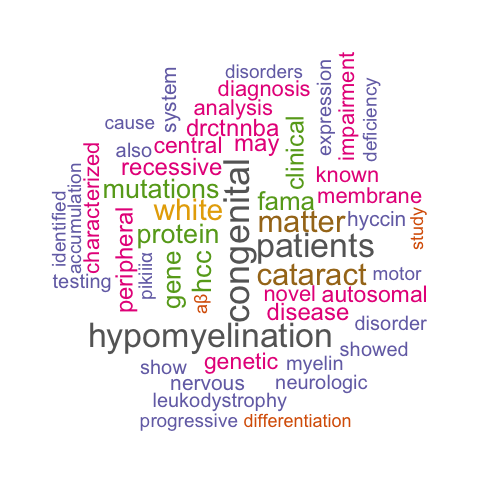 disorders
diagnosis
system
expression
impairment
deficiency
analysis
cause
drctnnba
clinical
also
central may
recessive
known
characterized
mutations
congenital
fama
membrane
identified
accumulation
white
matter
hyccin
study
peripheral
protein
patients
testing
pikiiiα
gene
hcc
aβ
cataract
motor
novel
autosomal
disease
disorder
hypomyelination
showed
show
genetic
myelin
nervous
neurologic
leukodystrophy
progressive
differentiation